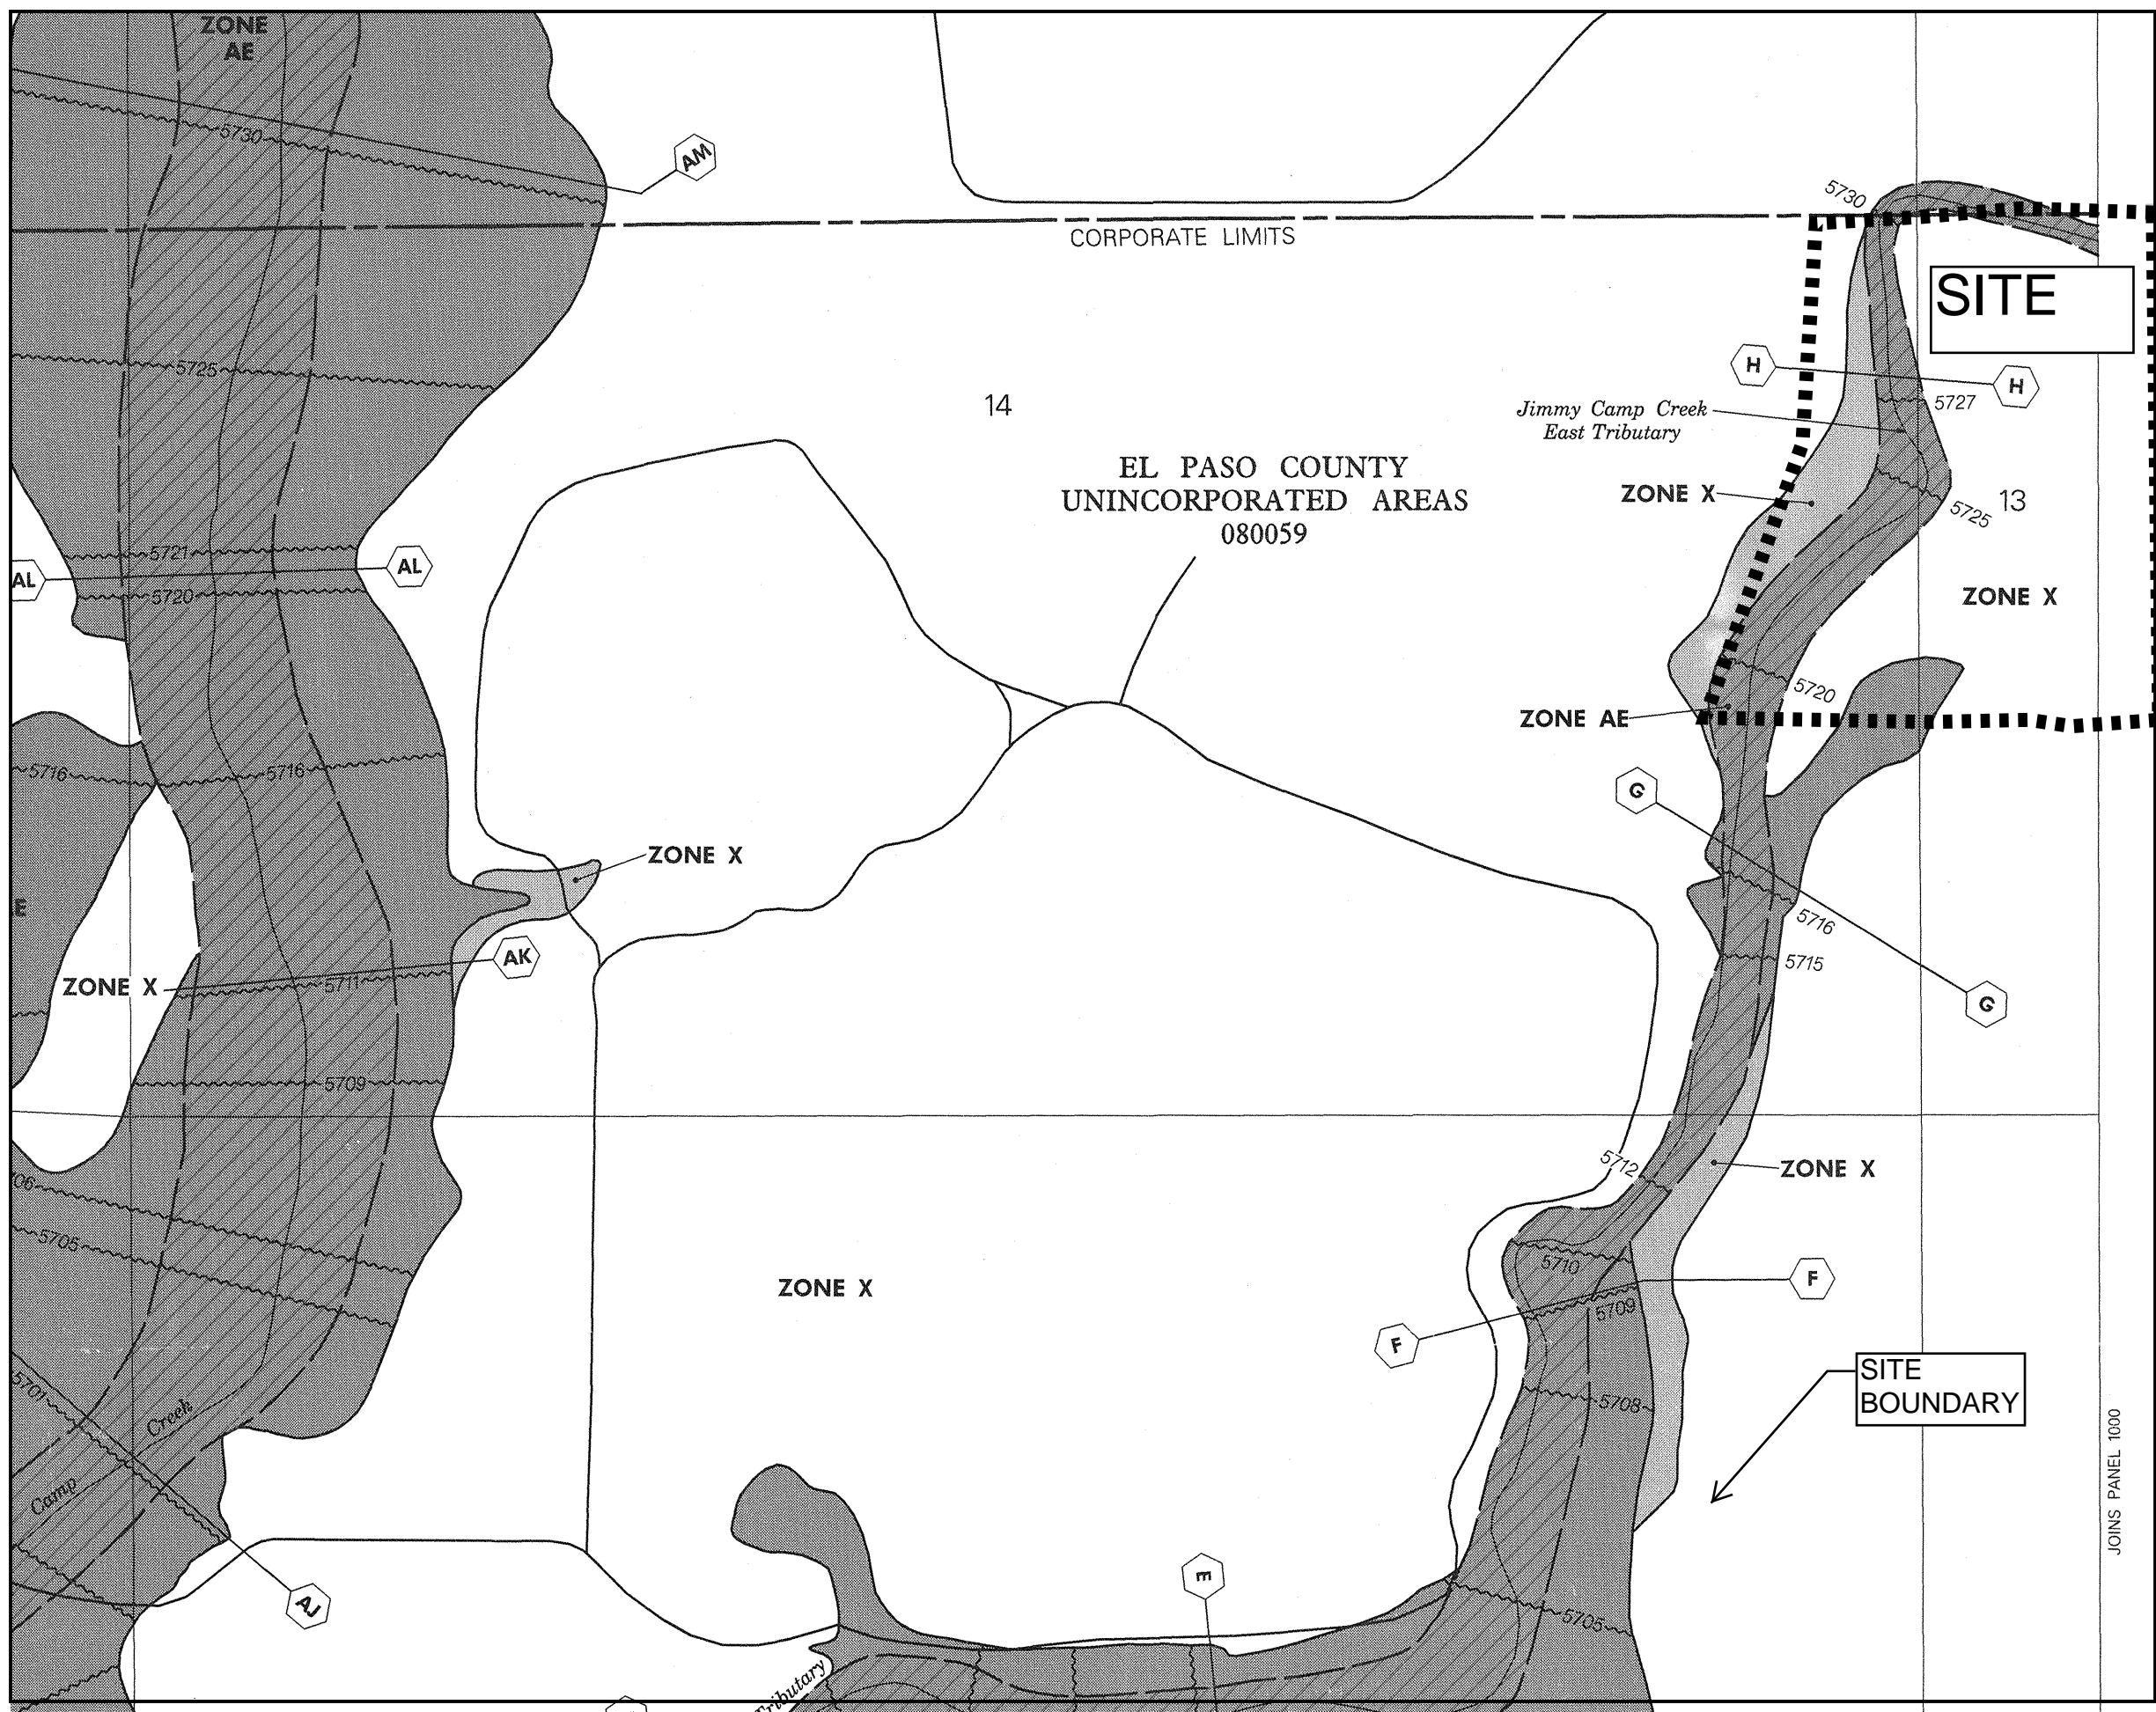 ZONE
AE
5730
AM
5730
CORPORATE LIMITS
SITE
5725
H
H
5727
14
Jimmy Camp Creek
East Tributary
EL PASO COUNTY
UNINCORPORATED AREAS
080059
ZONE X
13
5725
5721
AL
AL
5720
ZONE X
5720
ZONE AE
5716
5716
G
ZONE X
E
5716
AK
5715
ZONE X
5711
G
5709
5712
ZONE X
06
5705
5710
F
ZONE X
5709
F
SITE
BOUNDARY
5701
5708
Creek
Camp
JOINS PANEL 1000
E
AJ
5705
Tributary